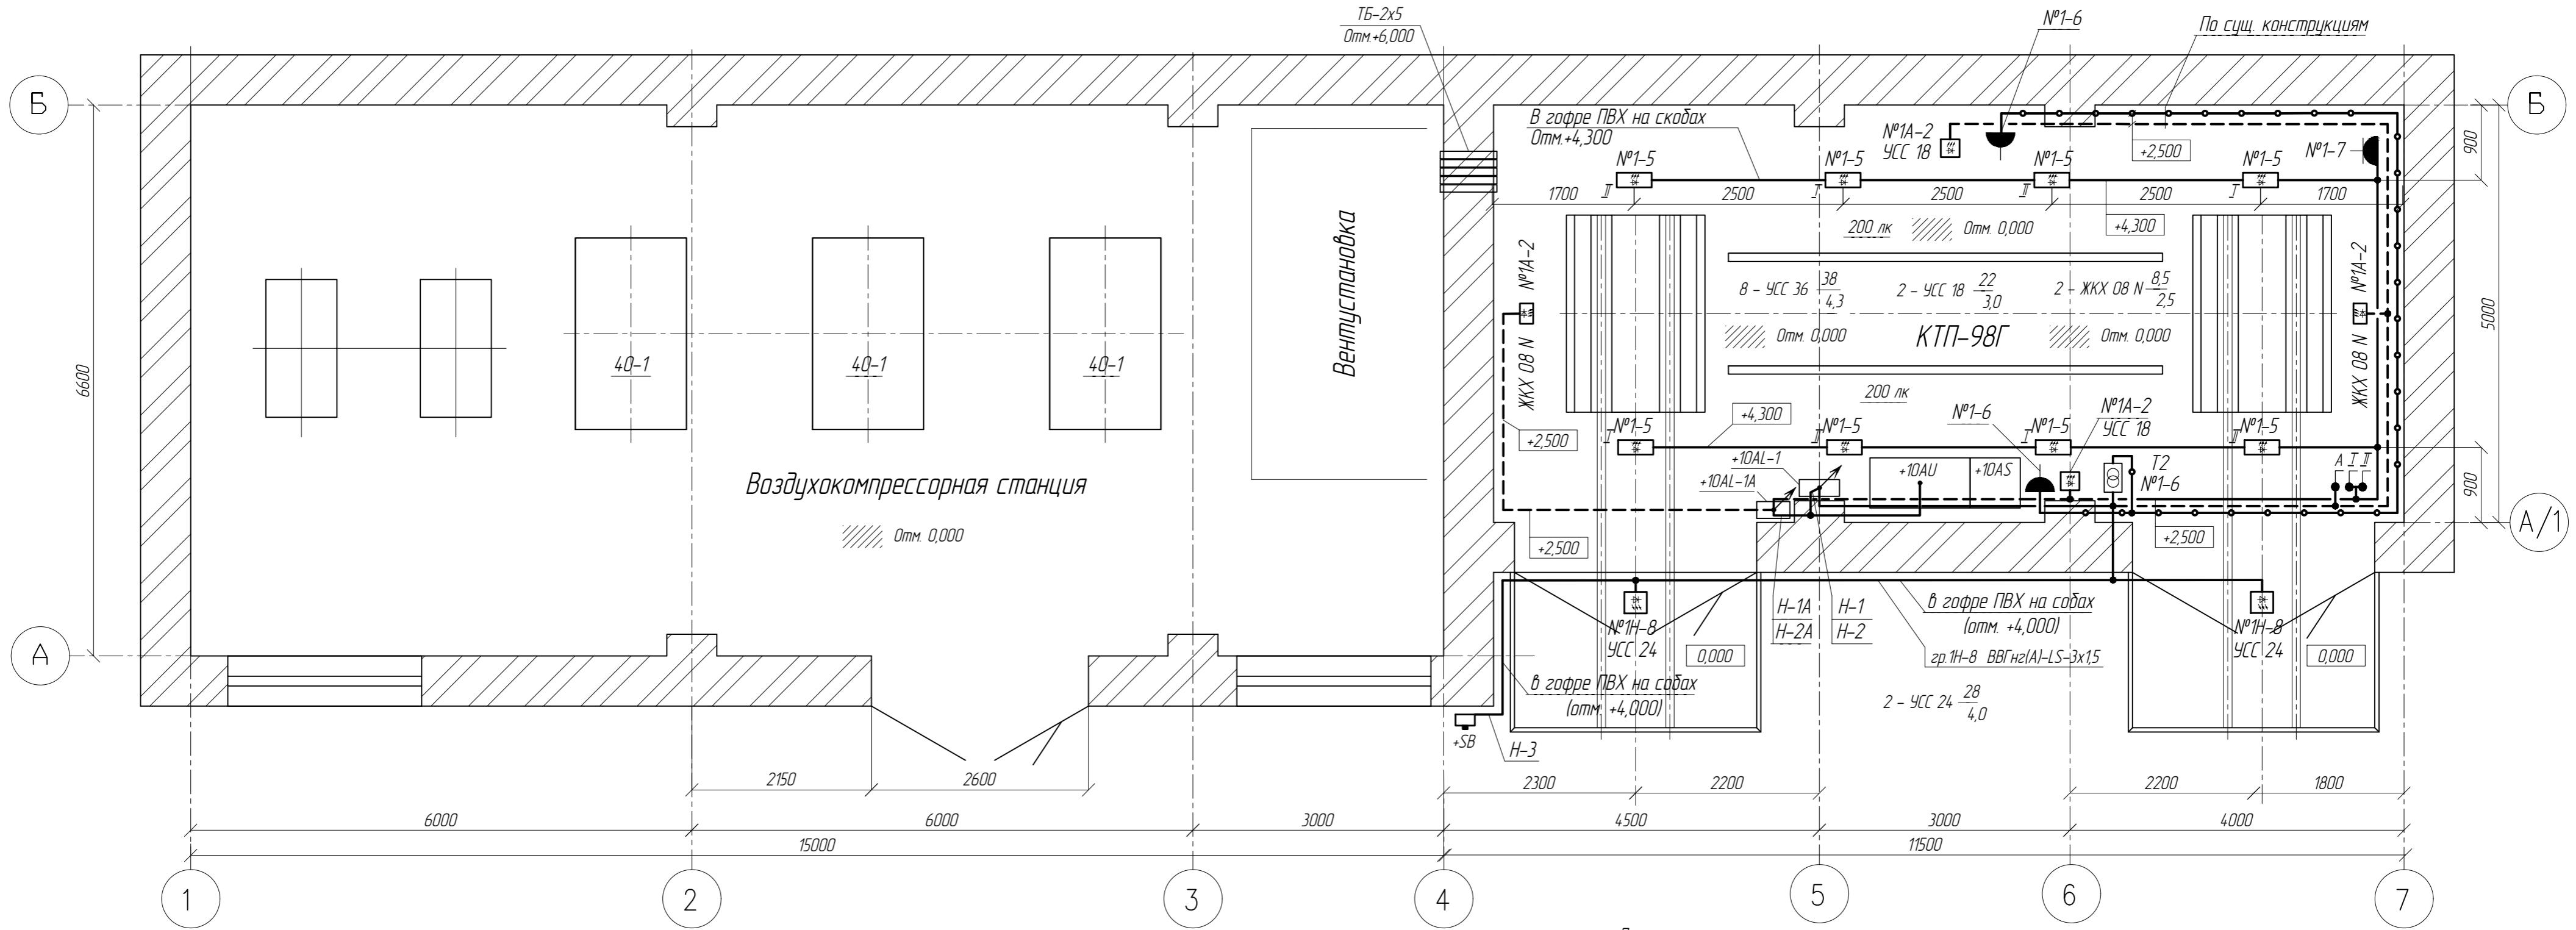 ТБ-2х5
Отм.+6,000
№1-6
По сущ. конструкциям
Б
Б
В гофре ПВХ на скобах
Отм.+4,300
№1А-2
УСС 18
+2,500
№1-7
900
№1-5
№1-5
№1-5
№1-5
II
I
II
I
1700
2500
2500
2500
1700
200 лк
Отм. 0,000
+4,300
Вентустановка
№1А-2
ЖКХ 08 N
8 - УСС 36 38/4,3
2 - УСС 18 22/3,0
2 - ЖКХ 08 N 8,5/2,5
№1А-2
ЖКХ 08 N
Отм. 0,000
КТП-98Г
Отм. 0,000
5000
6600
40-1
40-1
40-1
200 лк
+4,300
№1-6
№1А-2
УСС 18
+2,500
№1-5
№1-5
№1-5
№1-5
I
II
I
II
+10AL-1
+10AL-1A
+10AU
+10AS
Т2
№1-6
А I II
900
Воздухокомпрессорная станция
Отм. 0,000
+2,500
+2,500
А/1
Н-1А
Н-2А
Н-1
Н-2
в гофре ПВХ на собах
(отм. +4,000)
№1Н-8
УСС 24
0,000
гр.1Н-8 ВВГнг(А)-LS-3х1,5
№1Н-8
УСС 24
0,000
А
в гофре ПВХ на собах
(отм. +4,000)
2 - УСС 24 28/4,0
+SB
Н-3
2150
2600
2300
2200
2200
1800
6000
6000
3000
4500
3000
4000
15000
11500
1
2
3
4
5
6
7